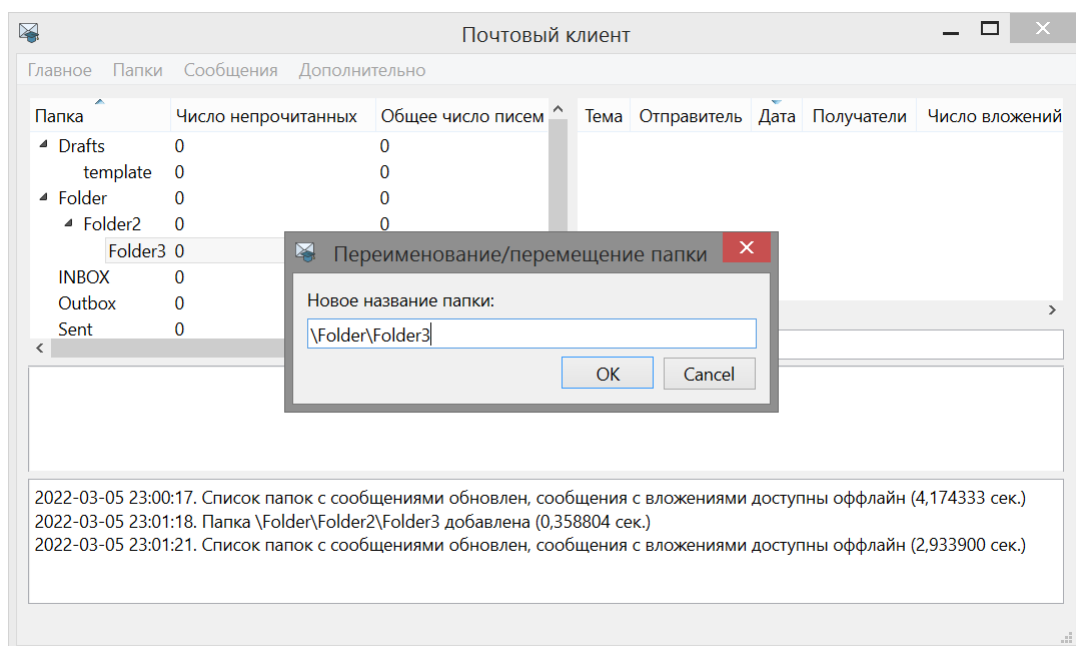 Почтовый клиент
Главное Папки Сообщения Дополнительно
Папка Число непрочитанных Общее число писем Тема Отправитель Дата Получатели Число вложений
Drafts 0 0
template 0 0
Folder 0 0
Folder2 0 0
Folder3 0
INBOX 0
Outbox 0
Sent 0
Переименование/перемещение папки
Новое название папки:
\Folder\Folder3
OK Cancel
2022-03-05 23:00:17. Список папок с сообщениями обновлен, сообщения с вложениями доступны оффлайн (4,174333 сек.)
2022-03-05 23:01:18. Папка \Folder\Folder2\Folder3 добавлена (0,358804 сек.)
2022-03-05 23:01:21. Список папок с сообщениями обновлен, сообщения с вложениями доступны оффлайн (2,933900 сек.)